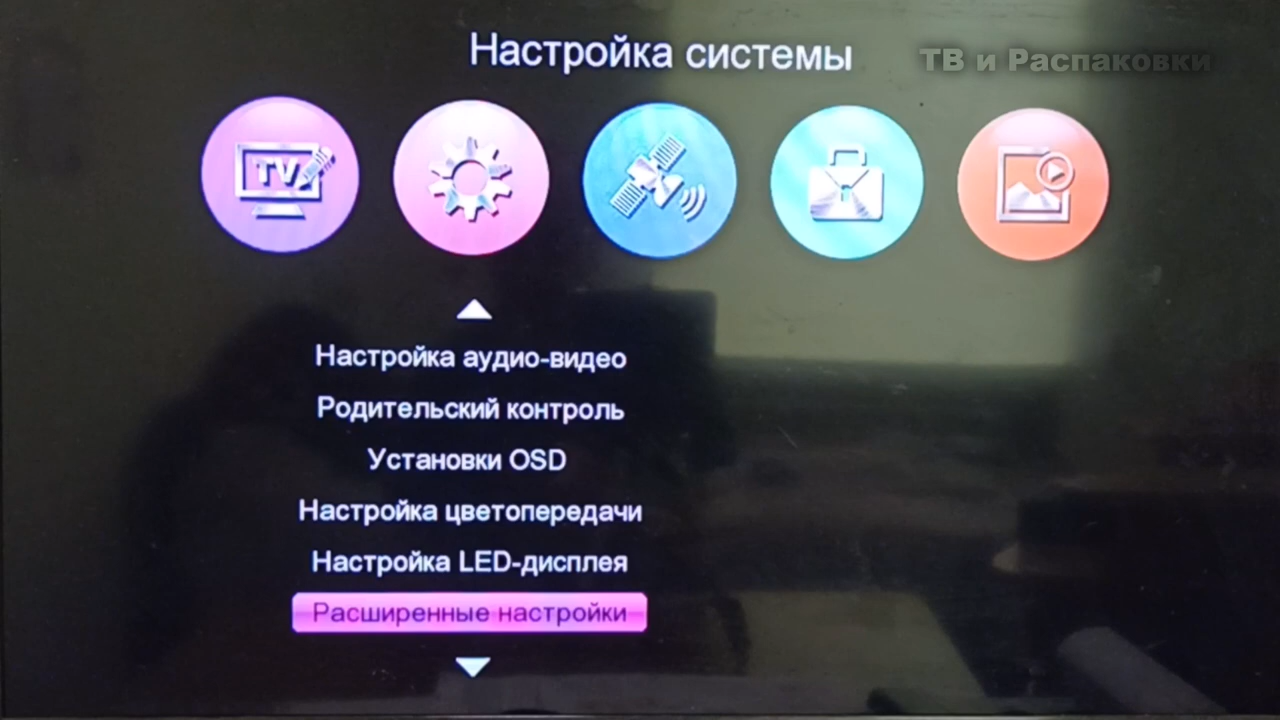 Настройка системы
ТВ и Распаковки
TV
Настройка аудио-видео
Родительский контроль
Установки OSD
Настройка цветопередачи
Настройка LED-дисплея
Расширенные настройки